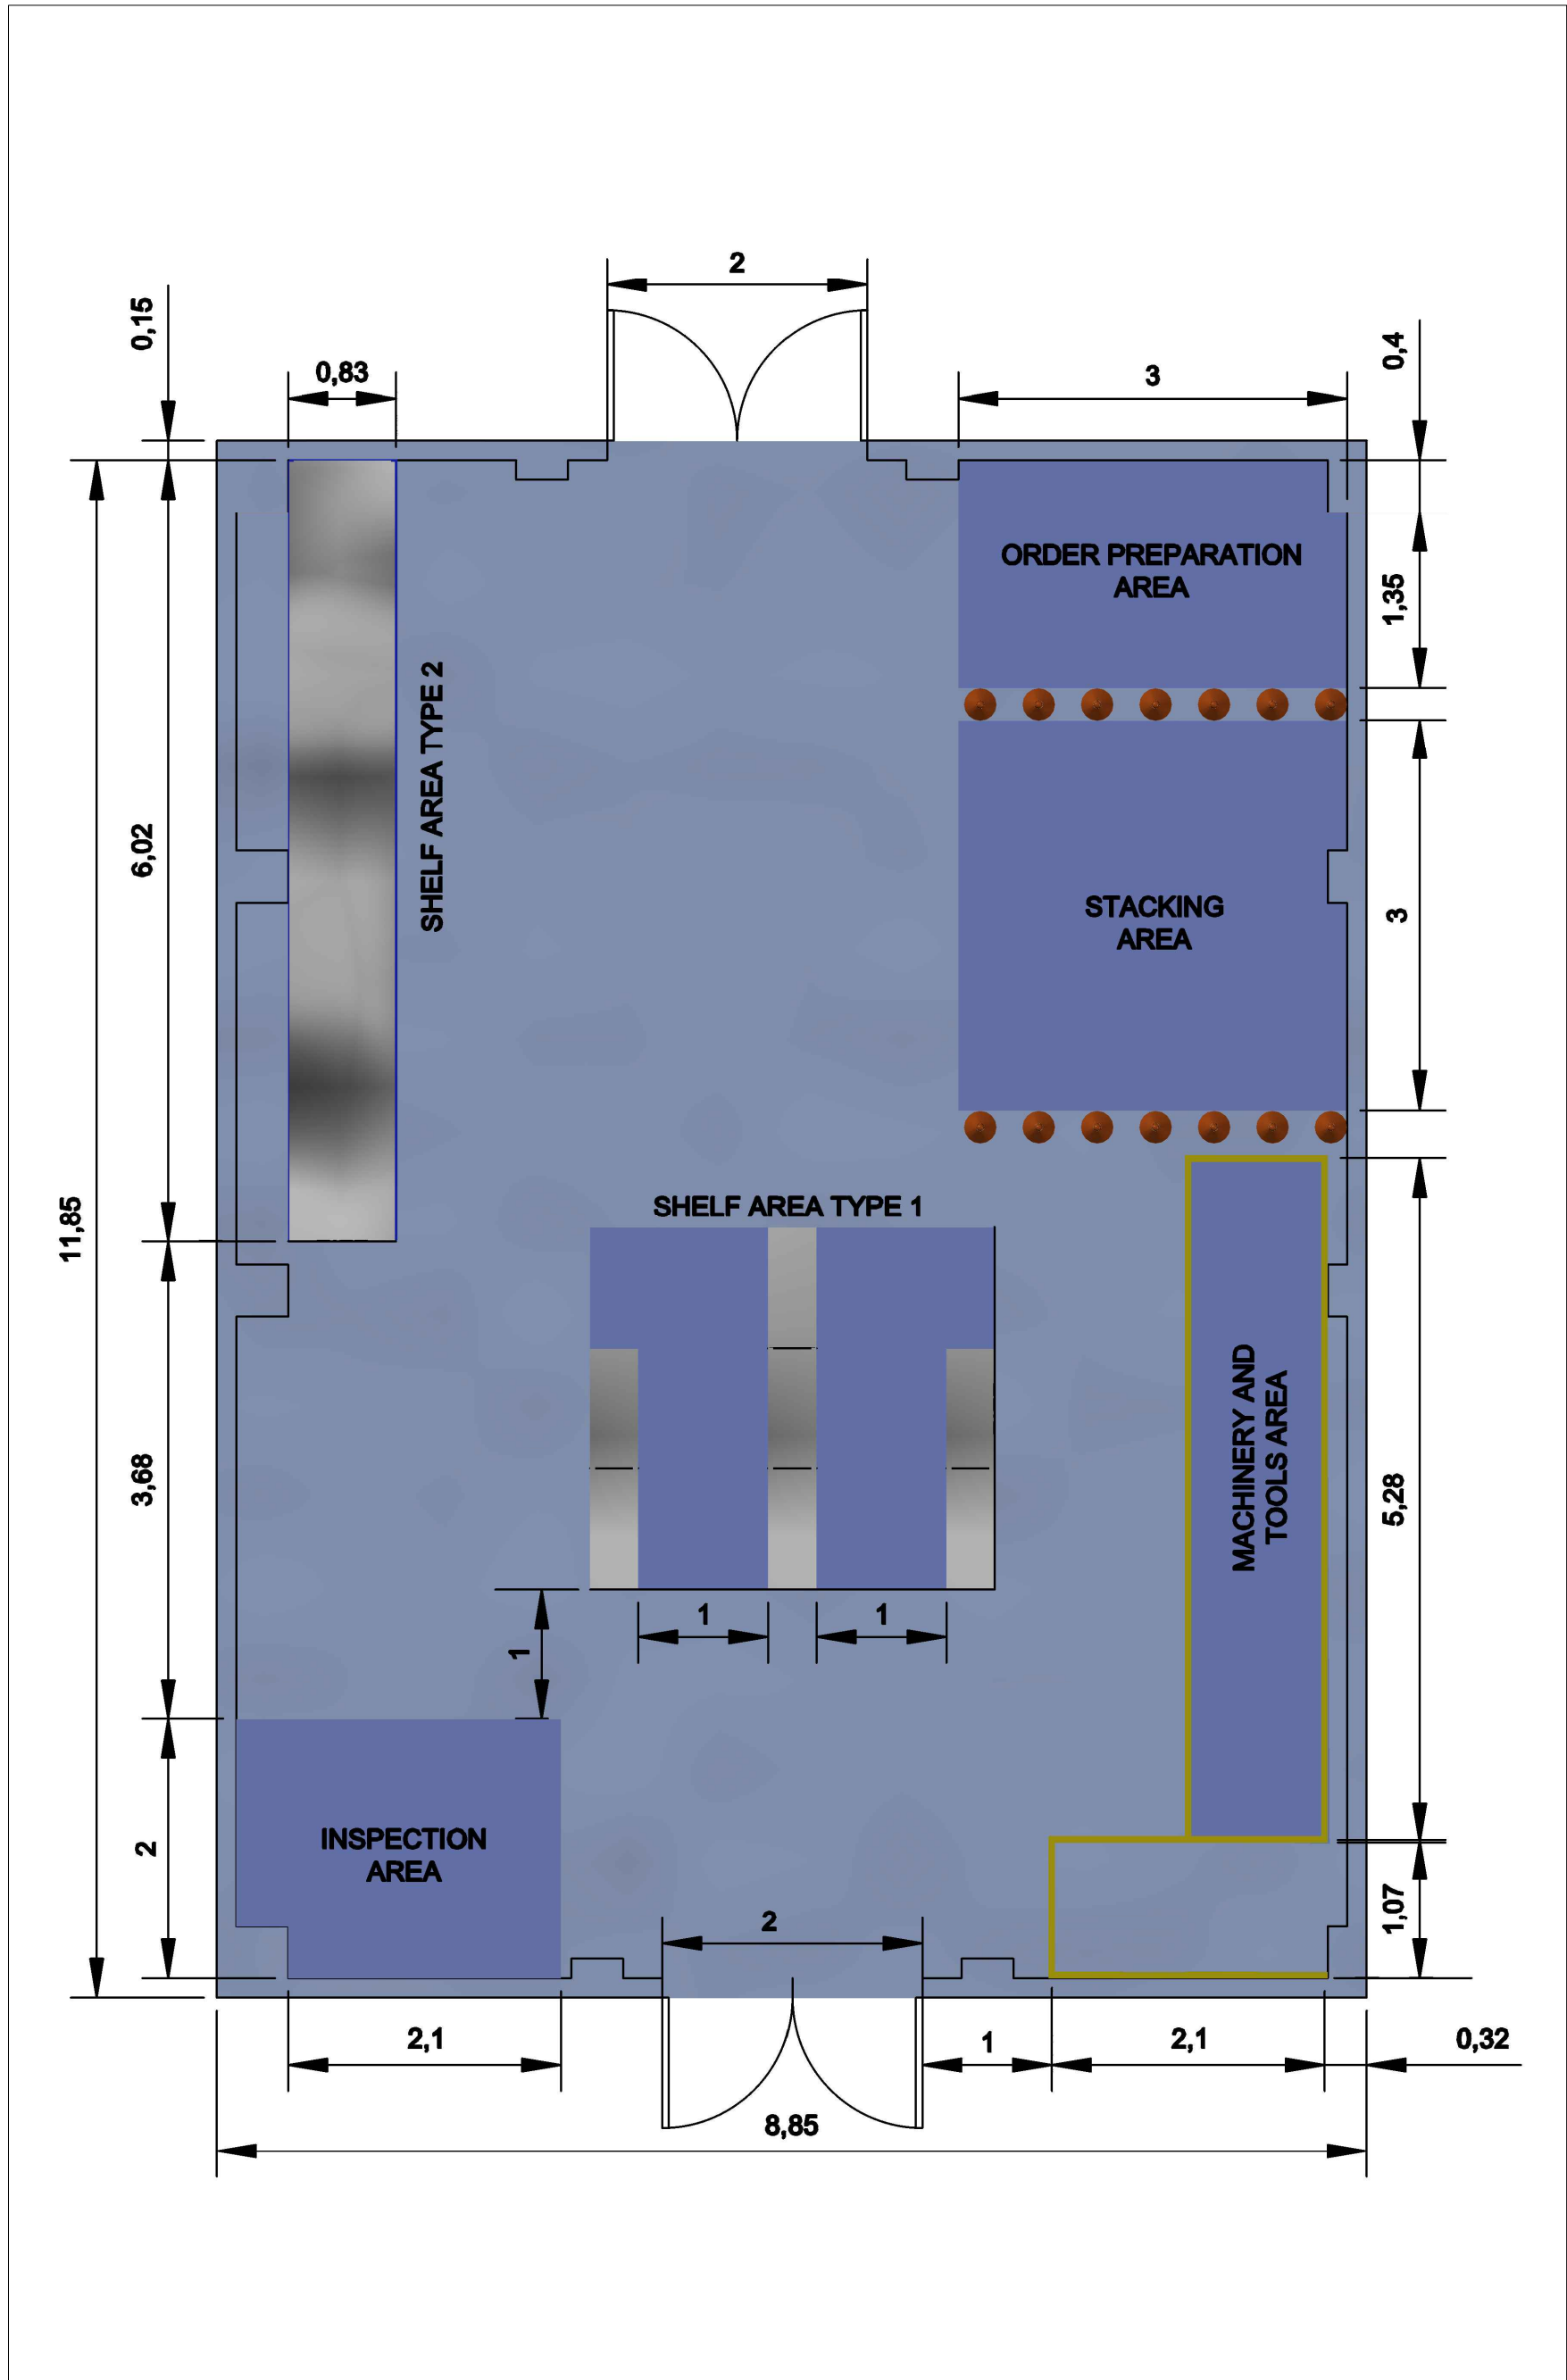 2
0,15
0,83
3
0,4
ORDER PREPARATION
AREA
1,35
SHELF AREA TYPE 2
6,02
STACKING
AREA
3
11,85
SHELF AREA TYPE 1
MACHINERY AND
TOOLS AREA
3,68
5,28
1
1
1
INSPECTION
AREA
2
1,07
2
2,1
1
2,1
0,32
8,85